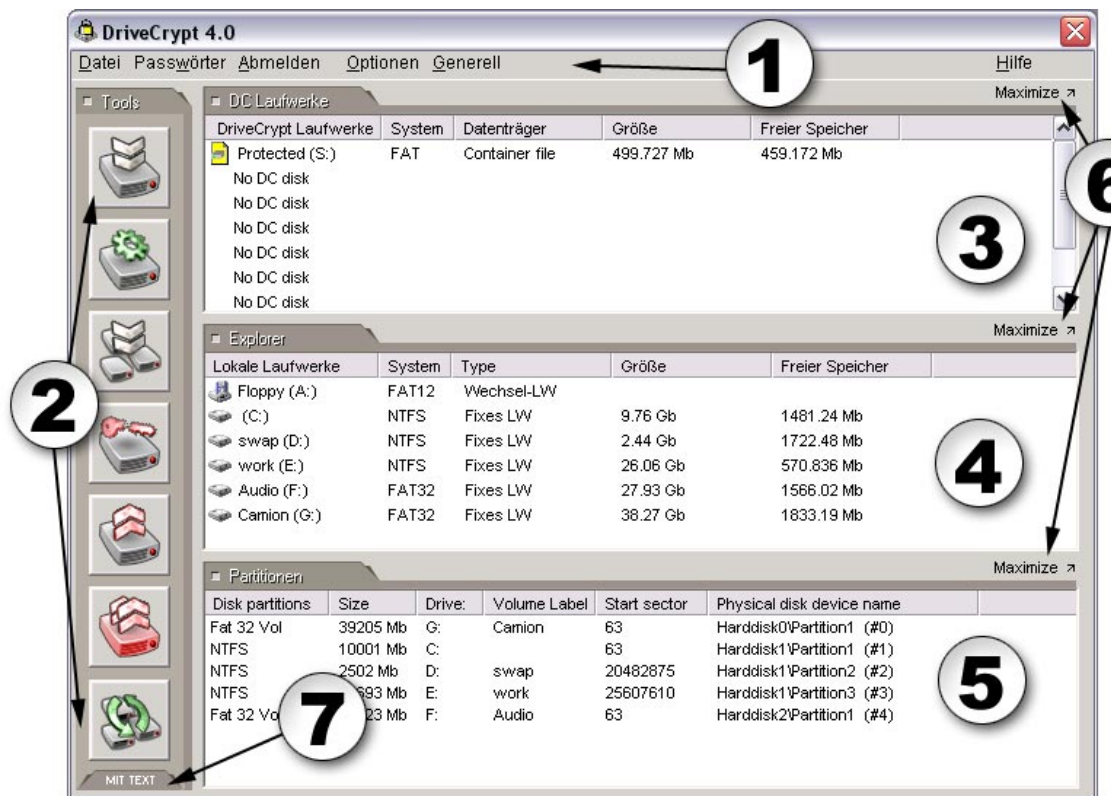 DriveCrypt 4.0
Datei Passwörter Abmelden Optionen Generell Hilfe
1
Tools
DC Laufwerke Maximize
DriveCrypt Laufwerke System Datenträger Größe Freier Speicher
Protected (S:) FAT Container file 499.727 Mb 459.172 Mb
No DC disk
No DC disk
No DC disk
No DC disk
No DC disk
No DC disk
3
6
Explorer Maximize
Lokale Laufwerke System Type Größe Freier Speicher
Floppy (A:) FAT12 Wechsel-LW
(C:) NTFS Fixes LW 9.76 Gb 1481.24 Mb
swap (D:) NTFS Fixes LW 2.44 Gb 1722.48 Mb
work (E:) NTFS Fixes LW 26.06 Gb 570.836 Mb
Audio (F:) FAT32 Fixes LW 27.93 Gb 1566.02 Mb
Camion (G:) FAT32 Fixes LW 38.27 Gb 1833.19 Mb
2
4
Partitionen Maximize
Disk partitions Size Drive: Volume Label Start sector Physical disk device name
Fat 32 Vol 39205 Mb G: Camion 63 Harddisk0\Partition1 (#0)
NTFS 10001 Mb C: 63 Harddisk1\Partition1 (#1)
NTFS 2502 Mb D: swap 20482875 Harddisk1\Partition2 (#2)
NTFS Mb E: work 25607610 Harddisk1\Partition3 (#3)
Fat 32 Mb F: Audio 63 Harddisk2\Partition1 (#4)
5
7
MIT TEXT